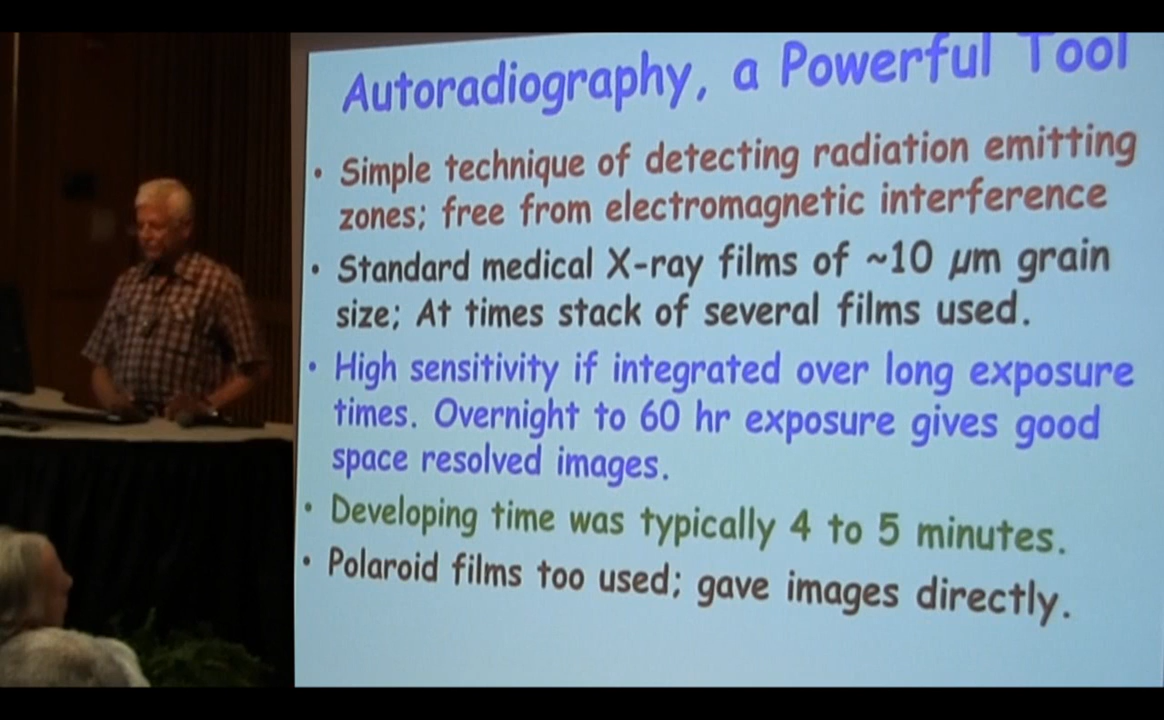 Autoradiography, a Powerful Tool
• Simple technique of detecting radiation emitting
zones; free from electromagnetic interference
• Standard medical X-ray films of ~10 µm grain
size; At times stack of several films used.
• High sensitivity if integrated over long exposure
times. Overnight to 60 hr exposure gives good
space resolved images.
• Developing time was typically 4 to 5 minutes.
• Polaroid films too used; gave images directly.